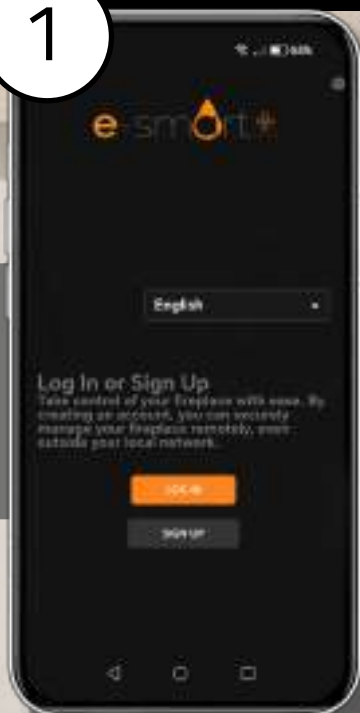 1
64%
e-smart+
English
Log In or Sign Up
Take control of your fireplace with ease. By
creating an account, you can securely
manage your fireplace remotely, even
outside your local network.
LOG IN
SIGN UP